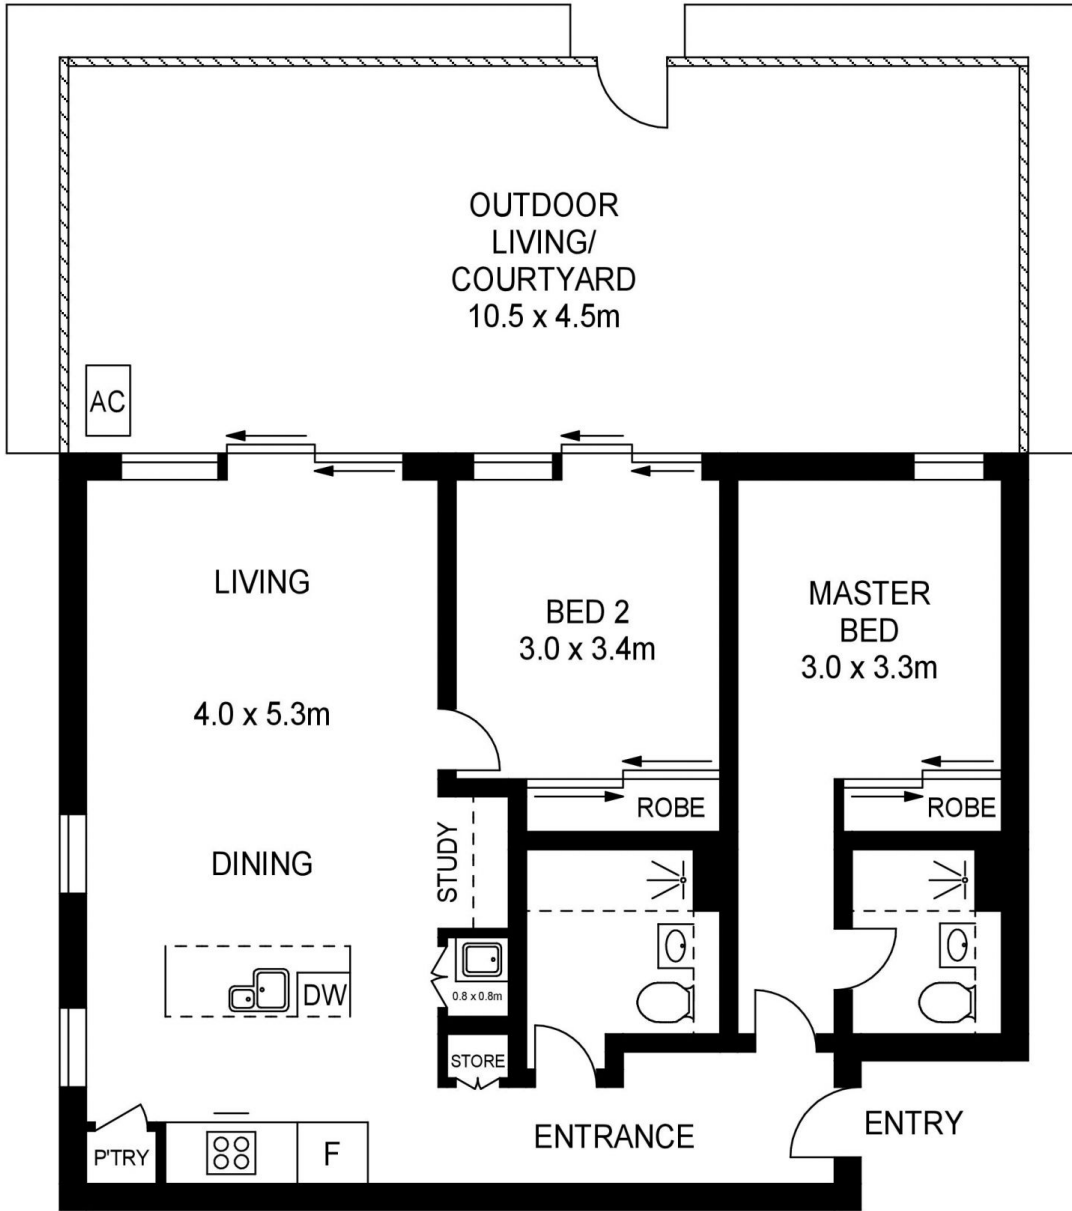 OUTDOOR
LIVING/
COURTYARD
10.5 x 4.5m
AC
LIVING
4.0 x 5.3m
BED 2
3.0 x 3.4m
MASTER
BED
3.0 x 3.3m
ROBE
ROBE
STUDY
DINING
DW
0.8 x 0.8m
STORE
P'TRY
F
ENTRANCE
ENTRY